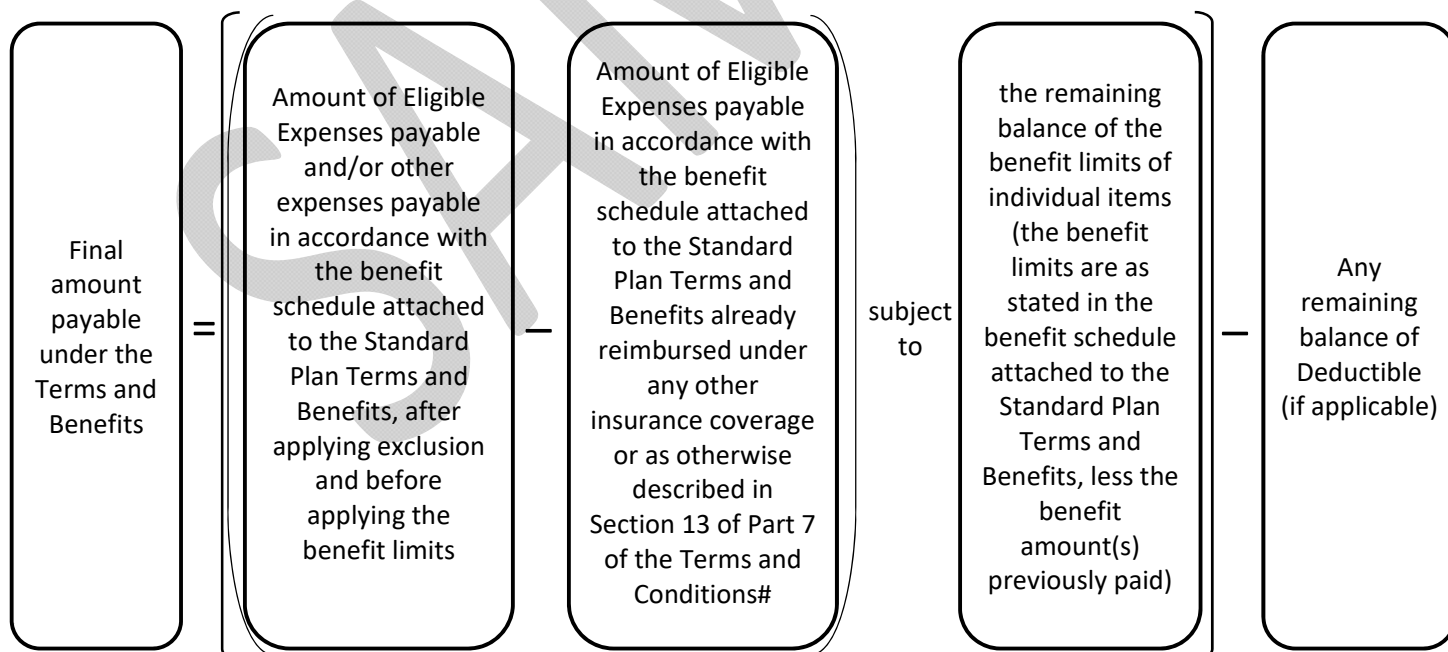 Final
amount
payable
under the
Terms and
Benefits
=
Amount of Eligible
Expenses payable
and/or other
expenses payable
in accordance with
the benefit
schedule attached
to the Standard
Plan Terms and
Benefits, after
applying exclusion
and before
applying the
benefit limits
–
Amount of Eligible
Expenses payable
in accordance with
the benefit
schedule attached
to the Standard
Plan Terms and
Benefits already
reimbursed under
any other
insurance coverage
or as otherwise
described in
Section 13 of Part 7
of the Terms and
Conditions#
subject
to
the remaining
balance of the
benefit limits of
individual items
(the benefit
limits are as
stated in the
benefit schedule
attached to the
Standard Plan
Terms and
Benefits, less the
benefit
amount(s)
previously paid)
–
Any
remaining
balance of
Deductible
(if applicable)